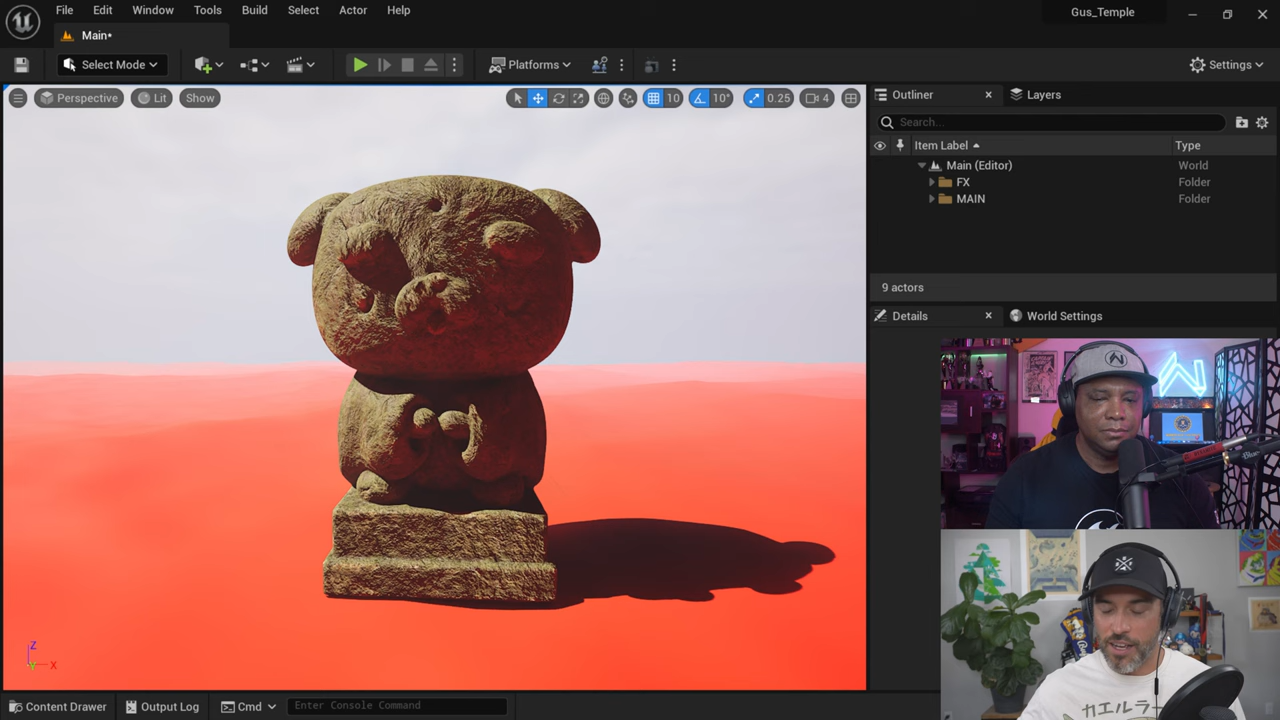 File Edit Window Tools Build Select Actor Help
Gus_Temple
Main*
Select Mode
Platforms
Settings
Perspective Lit Show
10 10° 0.25 4
Outliner
Layers
Search...
Item Label Type
Main (Editor) World
FX Folder
MAIN Folder
9 actors
Details
World Settings
Z
Y X
カエルラー
Content Drawer Output Log Cmd Enter Console Command